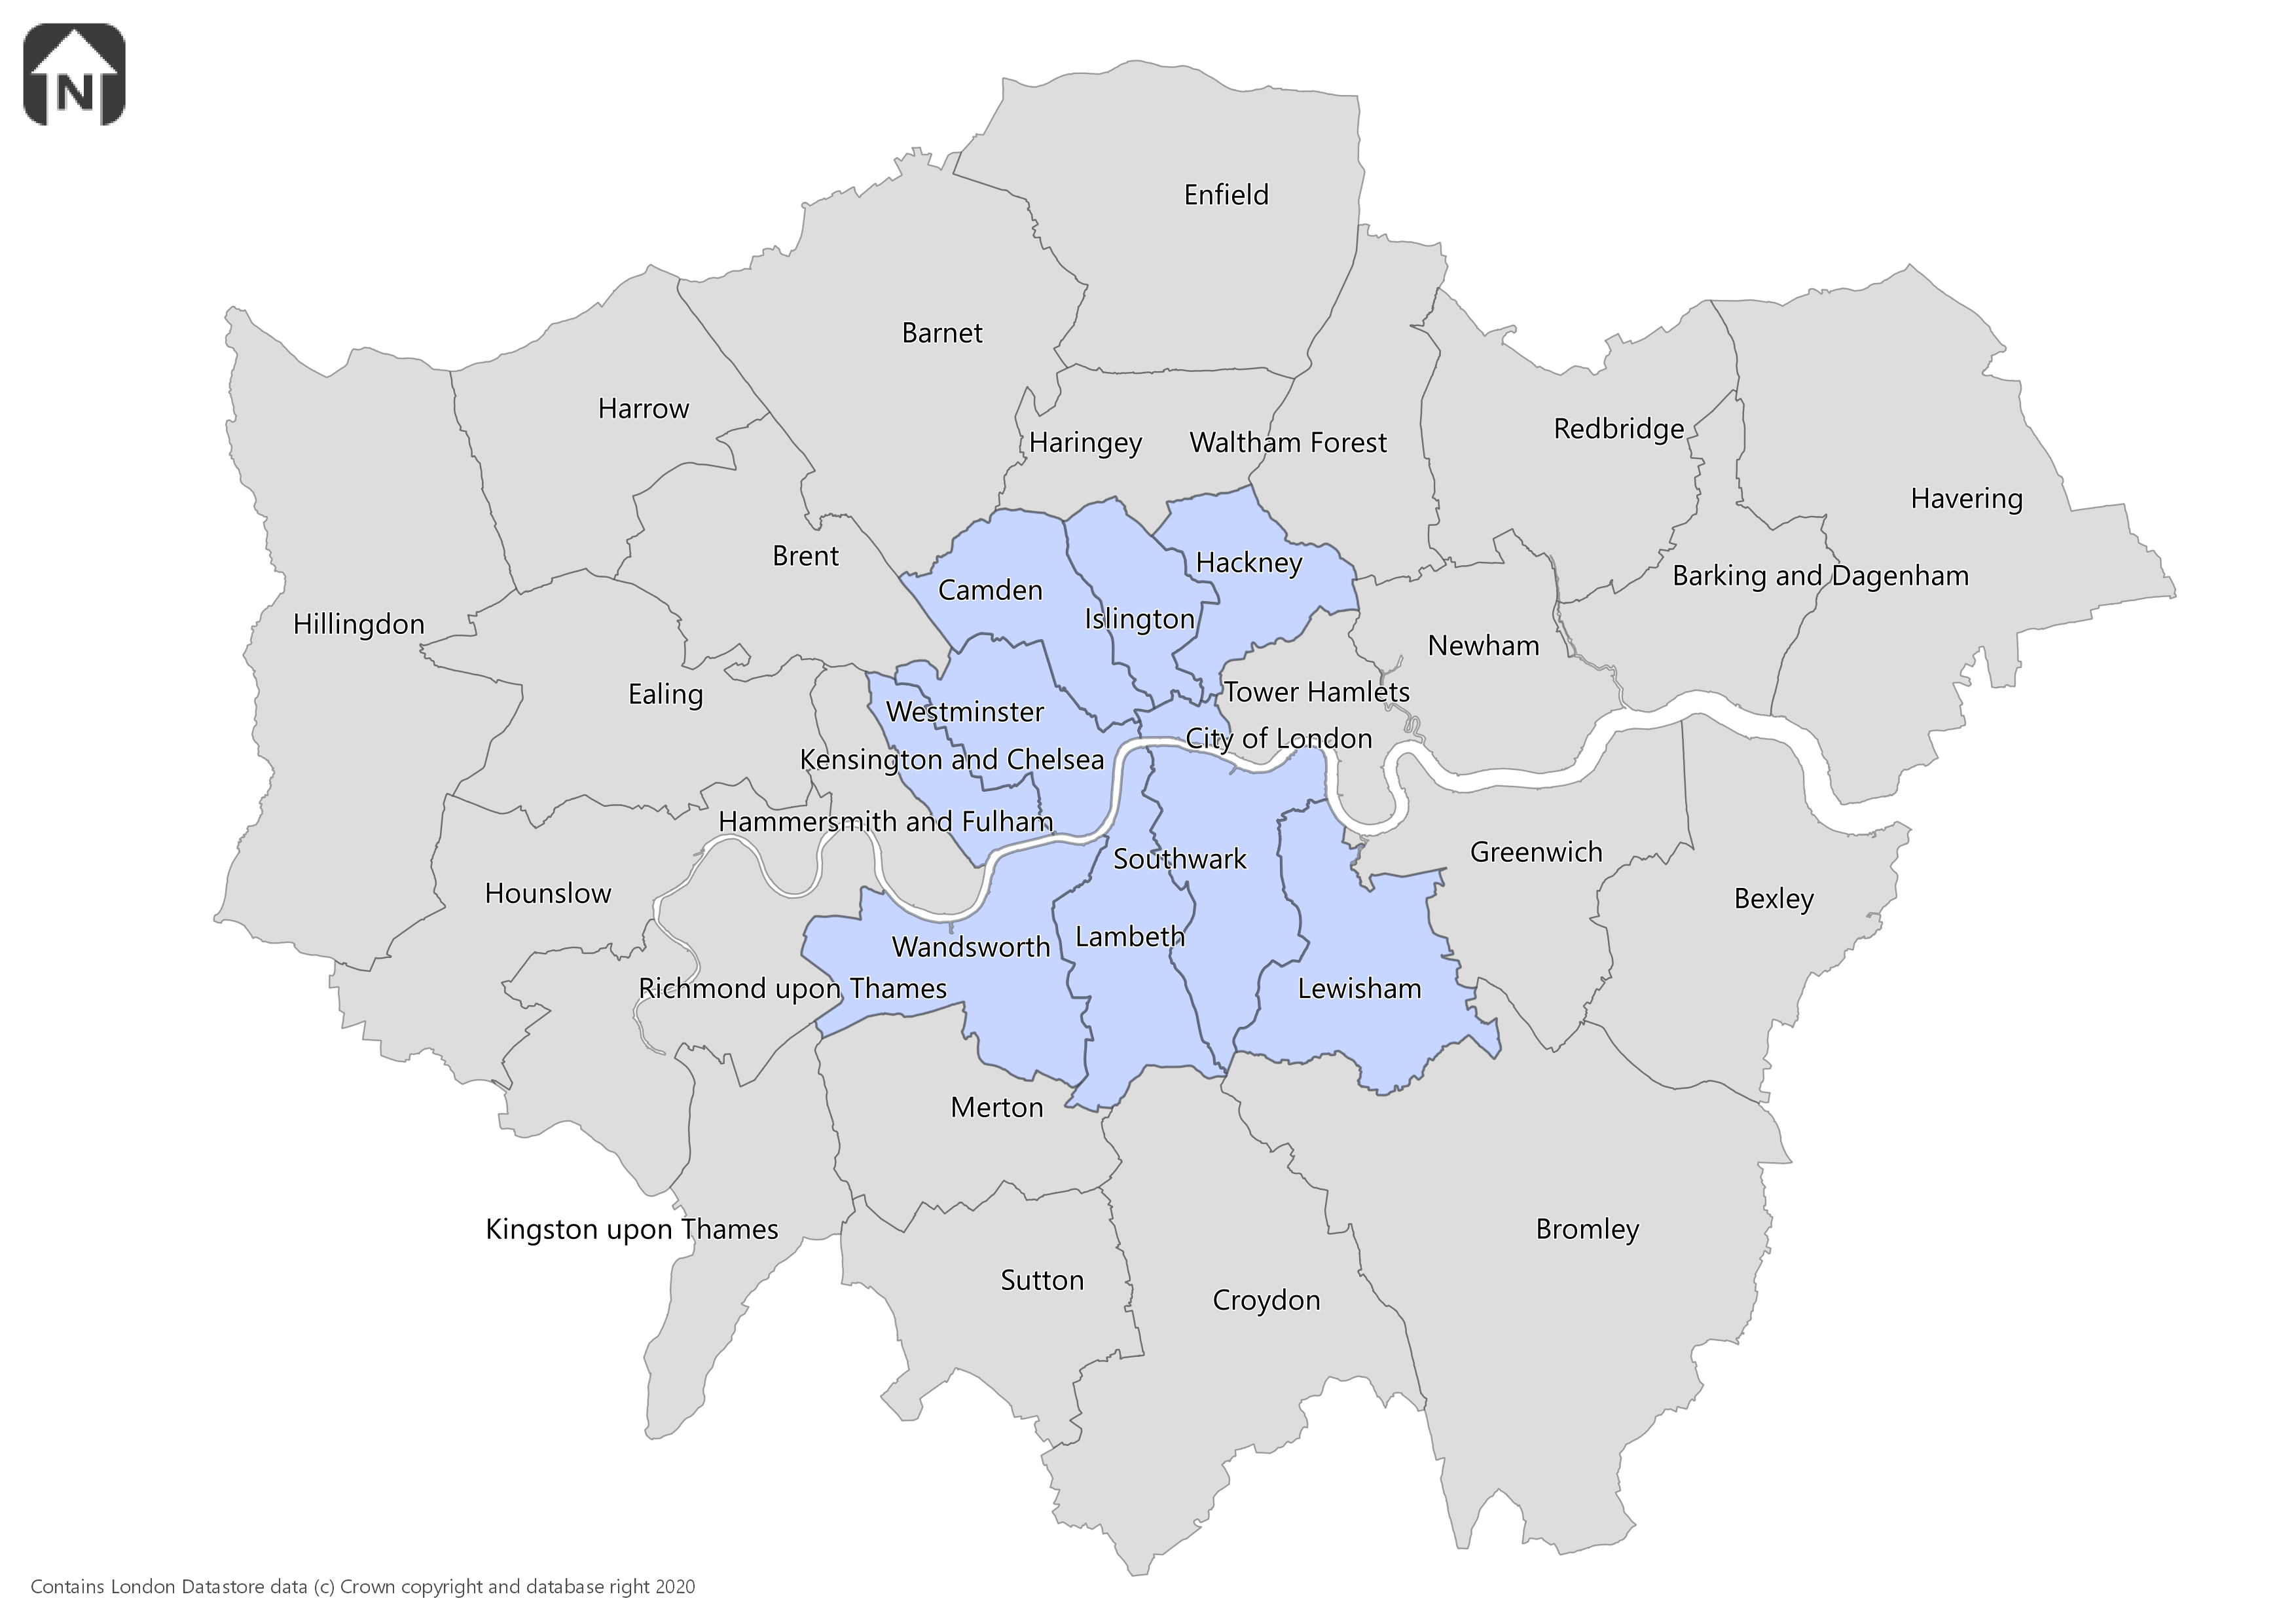 N
Enfield
Barnet
Harrow
Haringey
Waltham Forest
Redbridge
Havering
Brent
Hackney
Camden
Barking and Dagenham
Islington
Hillingdon
Newham
Ealing
Tower Hamlets
Westminster
City of London
Kensington and Chelsea
Hammersmith and Fulham
Southwark
Greenwich
Hounslow
Bexley
Wandsworth
Lambeth
Richmond upon Thames
Lewisham
Merton
Kingston upon Thames
Bromley
Sutton
Croydon
Contains London Datastore data (c) Crown copyright and database right 2020